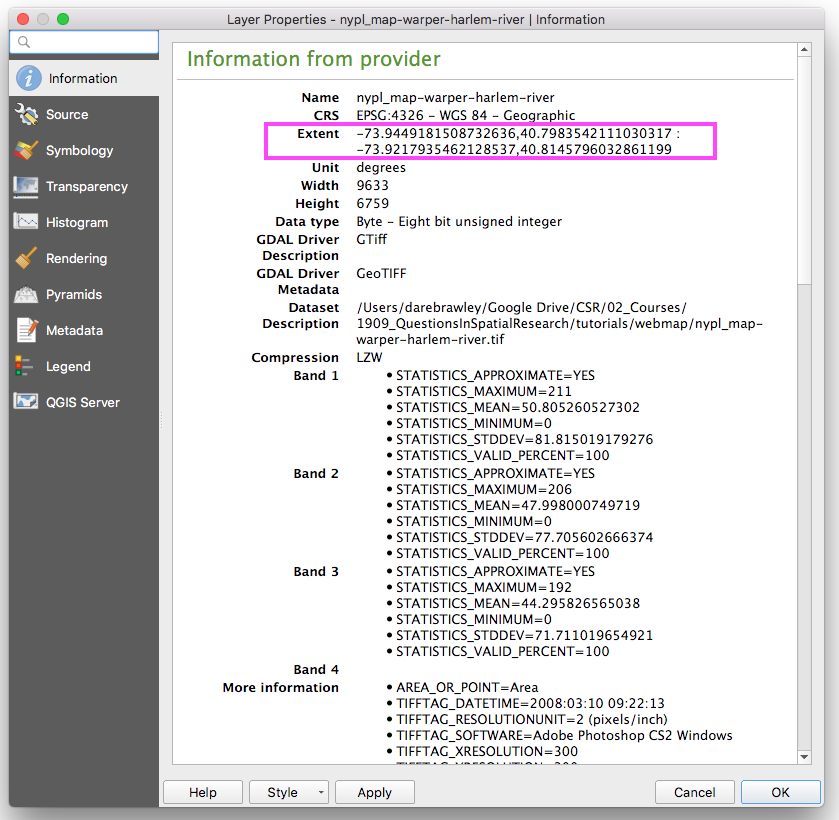 Layer Properties - nypl_map-warper-harlem-river | Information
Information
Source
Symbology
Transparency
Histogram
Rendering
Pyramids
Metadata
Legend
QGIS Server
Information from provider
Name nypl_map-warper-harlem-river
CRS EPSG:4326 - WGS 84 - Geographic
Extent -73.9449181508732636,40.7983542111030317 :
-73.9217935462128537,40.8145796032861199
Unit degrees
Width 9633
Height 6759
Data type Byte - Eight bit unsigned integer
GDAL Driver GTiff
Description
GDAL Driver GeoTIFF
Metadata
Dataset /Users/darebrawley/Google Drive/CSR/02_Courses/
Description 1909_QuestionsInSpatialResearch/tutorials/webmap/nypl_map-
warper-harlem-river.tif
Compression LZW
Band 1 • STATISTICS_APPROXIMATE=YES
• STATISTICS_MAXIMUM=211
• STATISTICS_MEAN=50.805260527302
• STATISTICS_MINIMUM=0
• STATISTICS_STDDEV=81.815019179276
• STATISTICS_VALID_PERCENT=100
Band 2 • STATISTICS_APPROXIMATE=YES
• STATISTICS_MAXIMUM=206
• STATISTICS_MEAN=47.998000749719
• STATISTICS_MINIMUM=0
• STATISTICS_STDDEV=77.705602666374
• STATISTICS_VALID_PERCENT=100
Band 3 • STATISTICS_APPROXIMATE=YES
• STATISTICS_MAXIMUM=192
• STATISTICS_MEAN=44.295826565038
• STATISTICS_MINIMUM=0
• STATISTICS_STDDEV=71.711019654921
• STATISTICS_VALID_PERCENT=100
Band 4
More information • AREA_OR_POINT=Area
• TIFFTAG_DATETIME=2008:03:10 09:22:13
• TIFFTAG_RESOLUTIONUNIT=2 (pixels/inch)
• TIFFTAG_SOFTWARE=Adobe Photoshop CS2 Windows
• TIFFTAG_XRESOLUTION=300
Help
Style
Apply
Cancel
OK